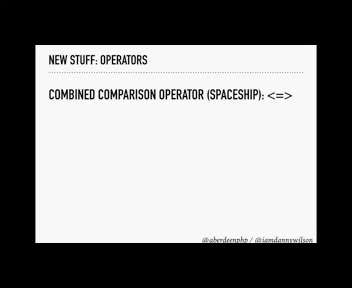 NEW STUFF: OPERATORS
COMBINED COMPARISON OPERATOR (SPACESHIP): <=>
@aberdeenphp / @iamdannywilson